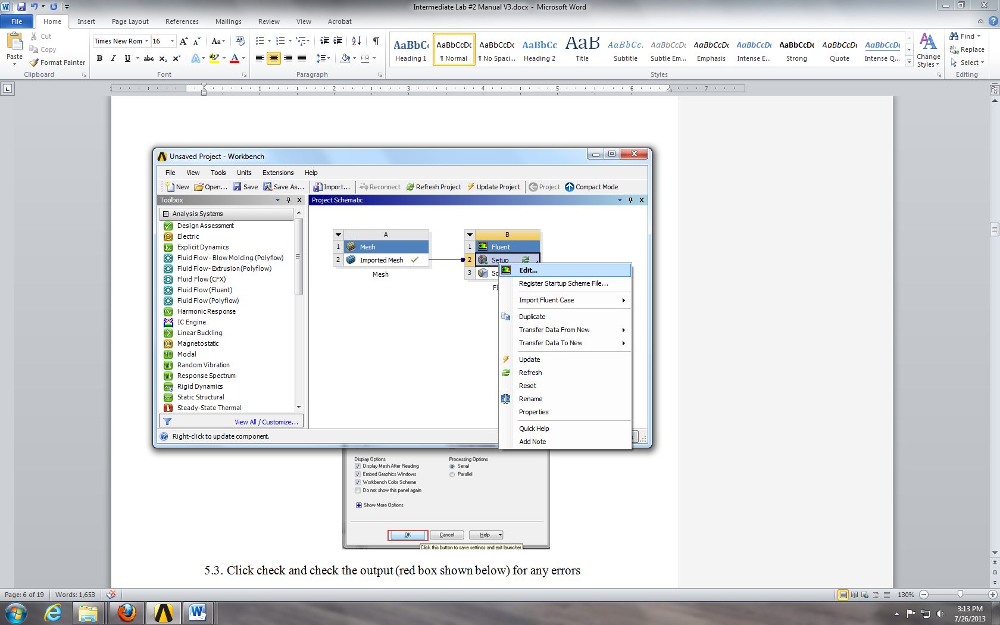 Intermediate Lab #2 Manual V3.docx - Microsoft Word
File Home Insert Page Layout References Mailings Review View Acrobat
Paste
Cut
Copy
Format Painter
Clipboard
Times New Rom 16
Font
Paragraph
AaBbC AaBbCcDc AaBbCcDc AaBbCc AaB AaBbCc. AaBbCcDc AaBbCcDc AaBbCcDc AaBbCcDc AaBbCcDc AaBbCcDc
Heading 1 ¶ Normal ¶ No Spaci... Heading 2 Title Subtitle Subtle Em... Emphasis Intense E... Strong Quote Intense Q...
Change Styles
Styles
Find
Replace
Select
Editing
1 1 2 3 4 5 6 7
Unsaved Project - Workbench
File View Tools Units Extensions Help
New Open... Save Save As... Import... Reconnect Refresh Project Update Project Project Compact Mode
Toolbox
Analysis Systems
Design Assessment
Electric
Explicit Dynamics
Fluid Flow - Blow Molding (Polyflow)
Fluid Flow - Extrusion (Polyflow)
Fluid Flow (CFX)
Fluid Flow (Fluent)
Fluid Flow (Polyflow)
Harmonic Response
IC Engine
Linear Buckling
Magnetostatic
Modal
Random Vibration
Response Spectrum
Rigid Dynamics
Static Structural
Steady-State Thermal
View All / Customize...
Project Schematic
A
1 Mesh
2 Imported Mesh
Mesh
B
1 Fluent
2 Setup
3 So
Fl
Edit...
Register Startup Scheme File...
Import Fluent Case
Duplicate
Transfer Data From New
Transfer Data To New
Update
Refresh
Reset
Rename
Properties
Quick Help
Add Note
Right-click to update component.
Display Options
Display Mesh After Reading
Embed Graphics Windows
Workbench Color Scheme
Do not show this panel again
Processing Options
Serial
Parallel
Show More Options
OK Cancel Help
Click this button to save settings and exit launcher.
5.3. Click check and check the output (red box shown below) for any errors
Page: 6 of 19 Words: 1,653 130%
3:13 PM
7/26/2013